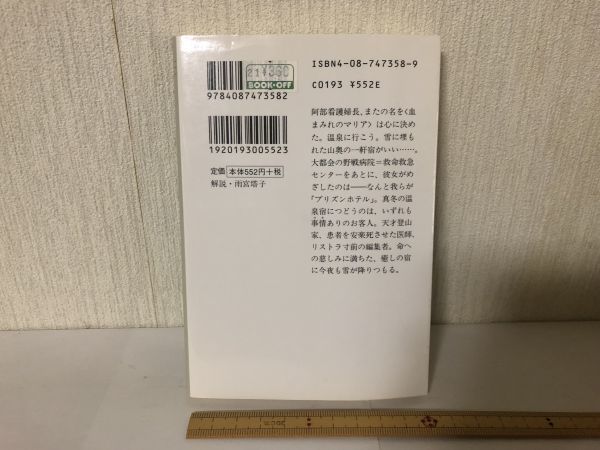 ISBN4-08-747358-9
C0193 ¥552E
BOOK・OFF
9784087473582
1920193005523
定価 本体552円+税
解説・雨宮塔子
阿部看護婦長、またの名を〈血
まみれのマリア〉は心に決め
た。温泉に行こう。雪に埋も
れた山奥の一軒宿がいい……。
大都会の野戦病院=救命救急
センターをあとに、彼女がめ
ざしたのは――なんと我らが
「プリズンホテル」。真冬の温
泉宿につどうのは、いずれも
事情ありのお客人。天才登山
家、患者を安楽死させた医師、
リストラ寸前の編集者。命へ
の慈しみに満ちた、癒しの宿
に今夜も雪が降りつもる。